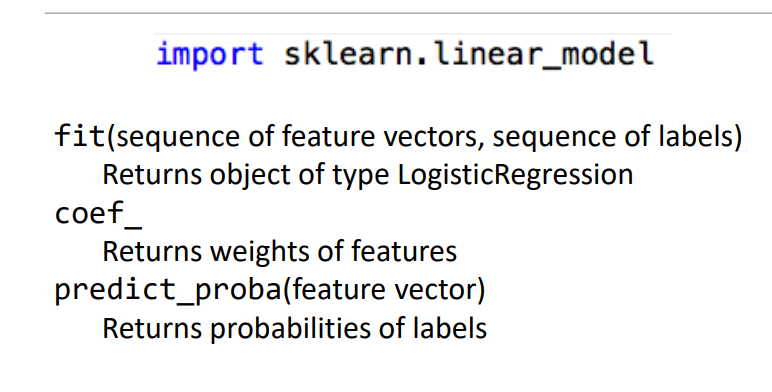 import sklearn.linear_model
fit(sequence of feature vectors, sequence of labels)
Returns object of type LogisticRegression
coef_
Returns weights of features
predict_proba(feature vector)
Returns probabilities of labels